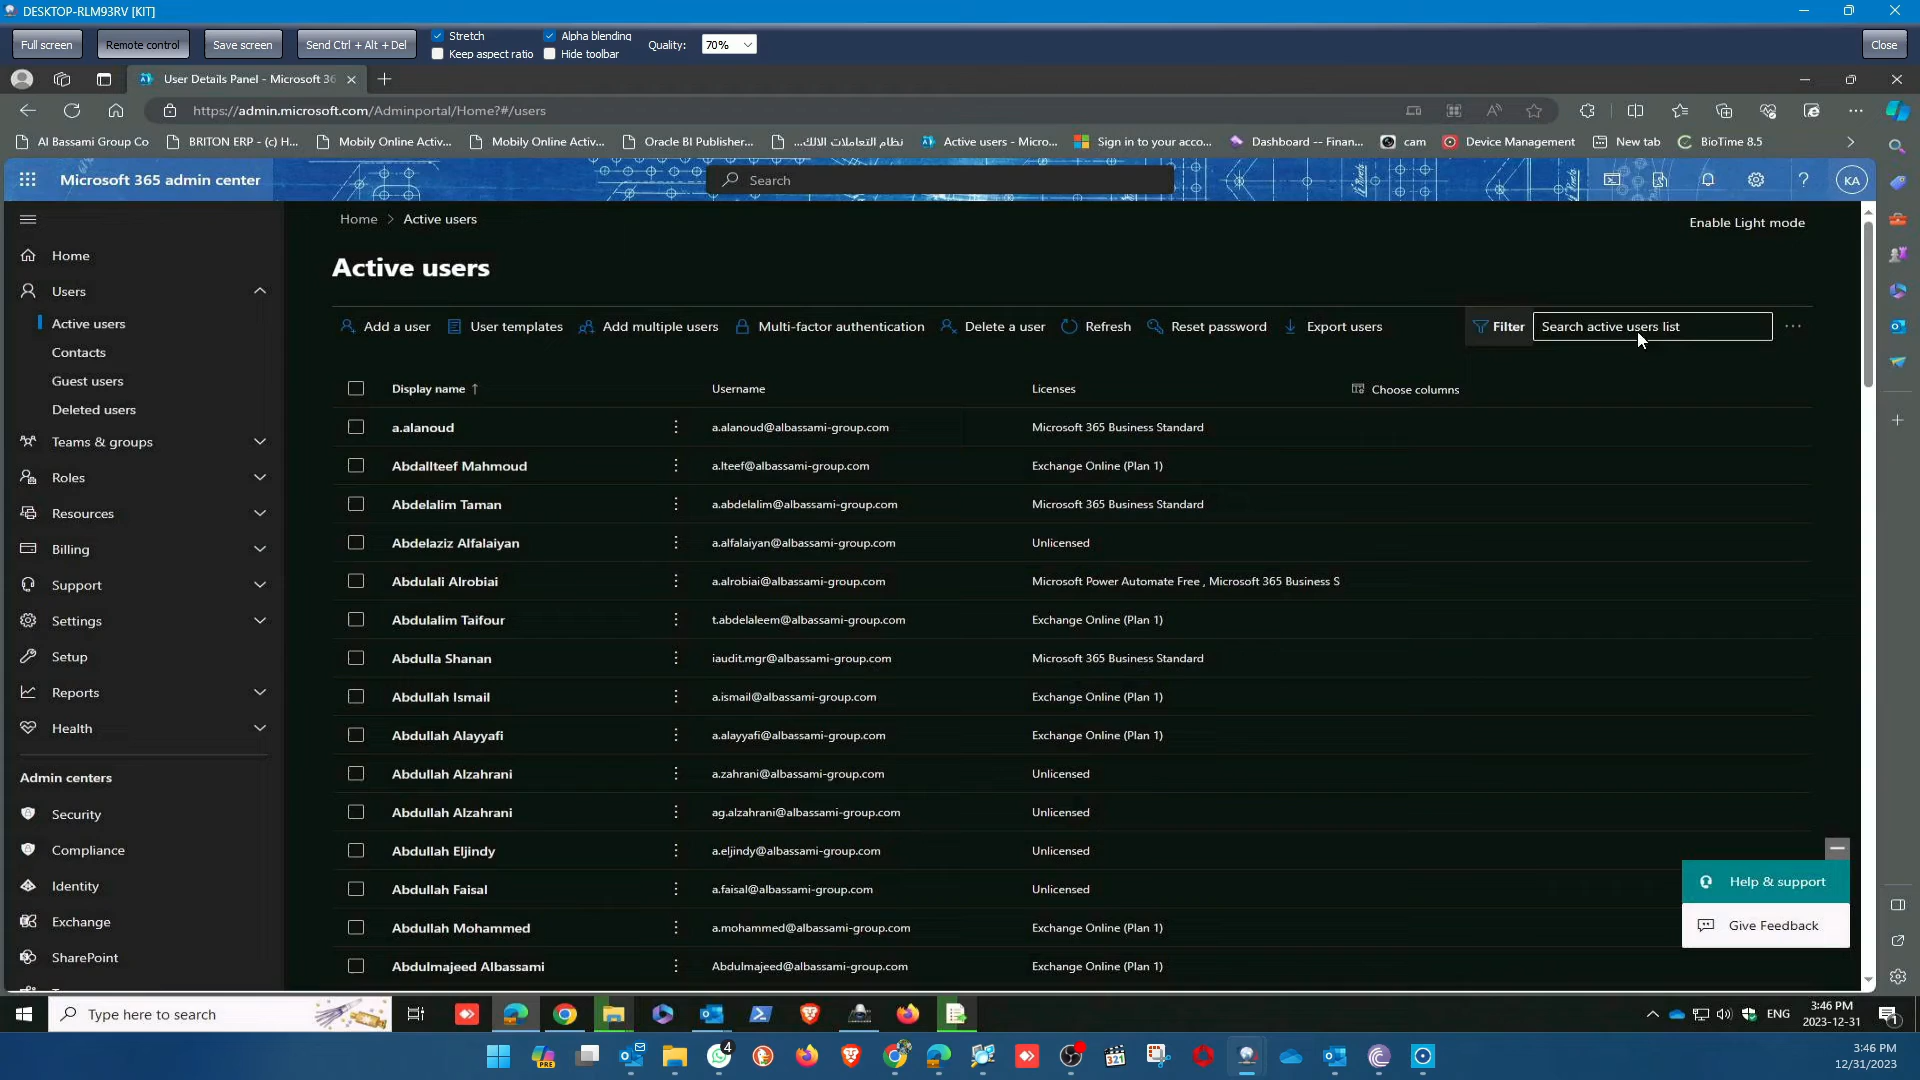 DESKTOP-RLM93RV [KIT]
Full screen
Remote control
Save screen
Send Ctrl + Alt + Del
Stretch
Alpha blending
Keep aspect ratio
Hide toolbar
Quality:
70%
Close
User Details Panel - Microsoft 36
https://admin.microsoft.com/Adminportal/Home?#/users
Al Bassami Group Co
BRITON ERP - (c) H...
Mobily Online Activ...
Mobily Online Activ...
Oracle BI Publisher...
نظام التعاملات الالك...
Active users - Micro...
Sign in to your acco...
Dashboard -- Finan...
cam
Device Management
New tab
BioTime 8.5
Microsoft 365 admin center
Search
KA
Home
Users
Active users
Contacts
Guest users
Deleted users
Teams & groups
Roles
Resources
Billing
Support
Settings
Setup
Reports
Health
Admin centers
Security
Compliance
Identity
Exchange
SharePoint
Home > Active users
Enable Light mode
Active users
Add a user
User templates
Add multiple users
Multi-factor authentication
Delete a user
Refresh
Reset password
Export users
Filter
Search active users list
Display name ↑ Username Licenses Choose columns
a.alanoud a.alanoud@albassami-group.com Microsoft 365 Business Standard
Abdallteef Mahmoud a.lteef@albassami-group.com Exchange Online (Plan 1)
Abdelalim Taman a.abdelalim@albassami-group.com Microsoft 365 Business Standard
Abdelaziz Alfalaiyan a.alfalaiyan@albassami-group.com Unlicensed
Abdulali Alrobiai a.alrobiai@albassami-group.com Microsoft Power Automate Free , Microsoft 365 Business S
Abdulalim Taifour t.abdelaleem@albassami-group.com Exchange Online (Plan 1)
Abdulla Shanan iaudit.mgr@albassami-group.com Microsoft 365 Business Standard
Abdullah Ismail a.ismail@albassami-group.com Exchange Online (Plan 1)
Abdullah Alayyafi a.alayyafi@albassami-group.com Exchange Online (Plan 1)
Abdullah Alzahrani a.zahrani@albassami-group.com Unlicensed
Abdullah Alzahrani ag.alzahrani@albassami-group.com Unlicensed
Abdullah Eljindy a.eljindy@albassami-group.com Unlicensed
Abdullah Faisal a.faisal@albassami-group.com Unlicensed
Abdullah Mohammed a.mohammed@albassami-group.com Exchange Online (Plan 1)
Abdulmajeed Albassami Abdulmajeed@albassami-group.com Exchange Online (Plan 1)
Help & support
Give Feedback
Type here to search
ENG
3:46 PM
2023-12-31
1
PRE
4
321
3:46 PM
12/31/2023